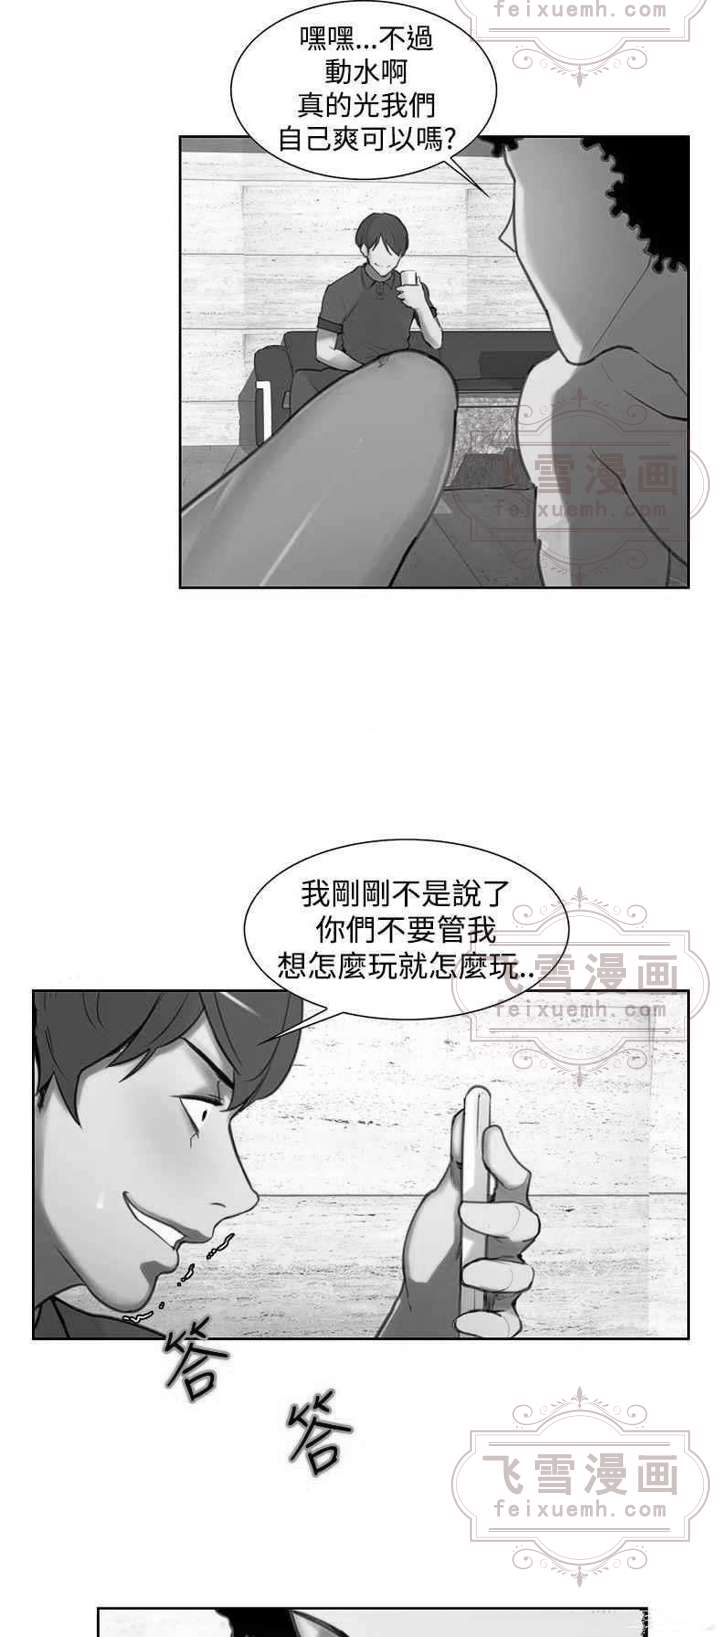 feixuemh.com
嘿嘿...不過
動水啊
真的光我們
自己爽可以嗎?
飞雪漫画
feixuemh.com
我剛剛不是說了
你們不要管我
想怎麼玩就怎麼玩..
飞雪漫画
feixuemh.com
答
答
飞雪漫画
feixuemh.com